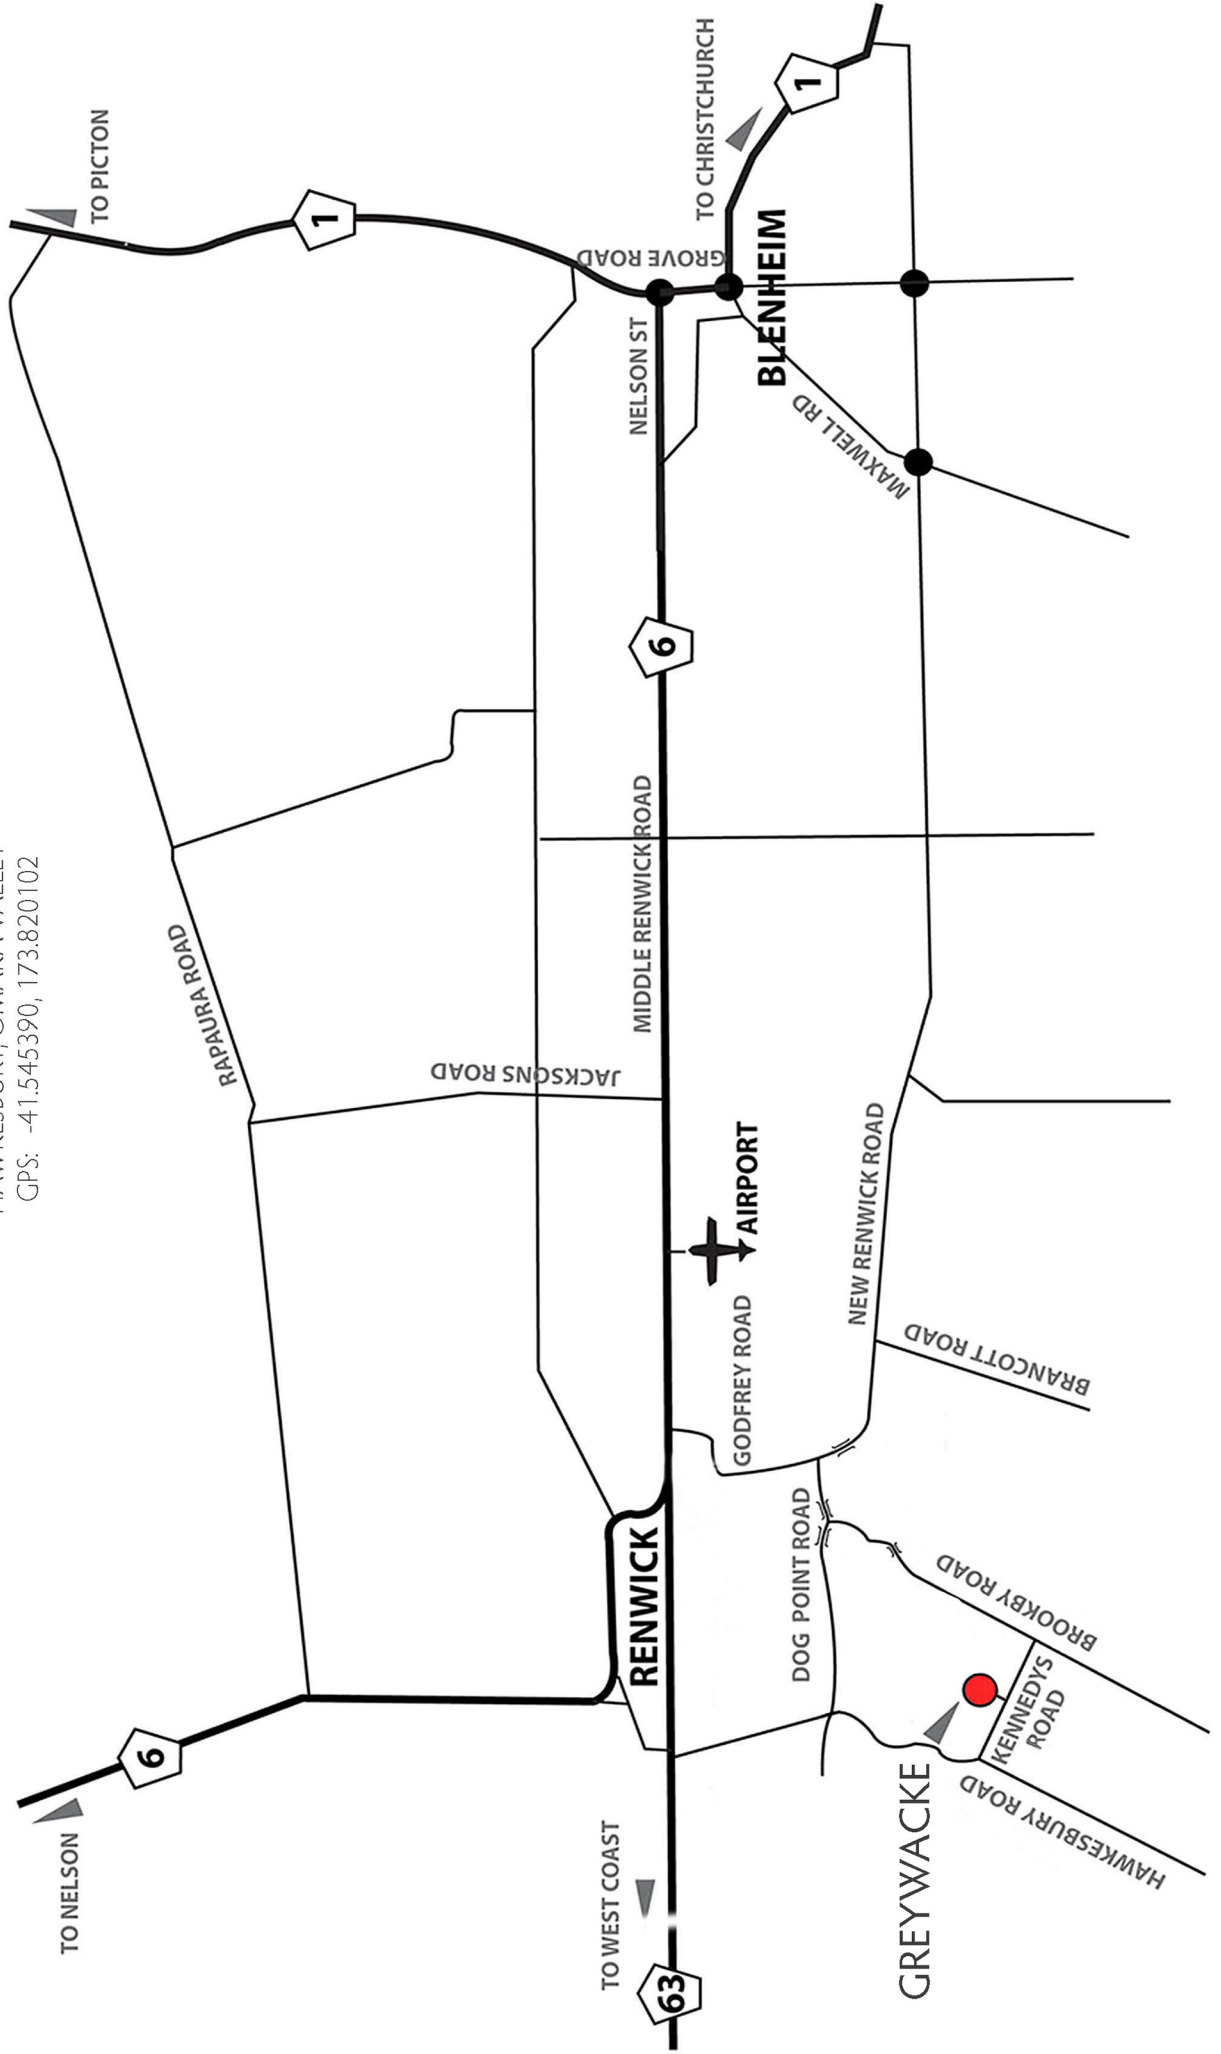 GPS: -41.545390, 173.820102
TO NELSON
TO PICTON
6
RAPAURA ROAD
1
JACKSONS ROAD
TO WEST COAST
RENWICK
MIDDLE RENWICK ROAD
6
NELSON ST
GROVE ROAD
TO CHRISTCHURCH
1
63
GODFREY ROAD
AIRPORT
BLENHEIM
DOG POINT ROAD
NEW RENWICK ROAD
MAXWELL RD
GREYWACKE
BRANCOTT ROAD
BROOKBY ROAD
KENNEDYS
ROAD
HAWKESBURY ROAD